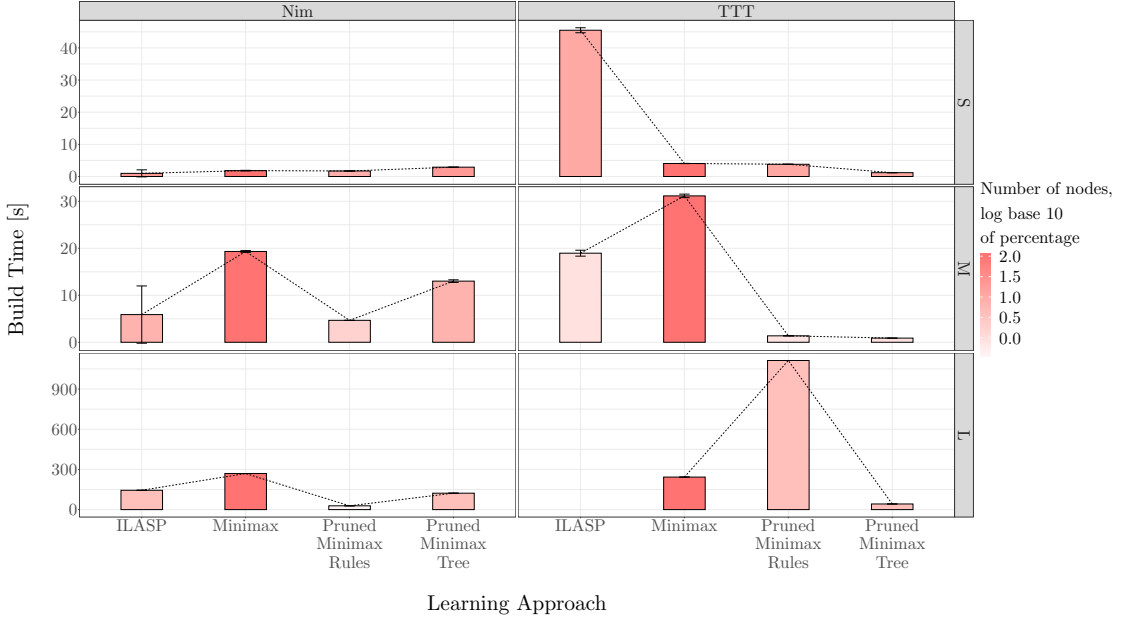 Nim
TTT
Build Time [s]
40
30
20
10
0
S
30
20
10
0
M
900
600
300
0
L
ILASP
Minimax
Pruned
Minimax
Rules
Pruned
Minimax
Tree
ILASP
Minimax
Pruned
Minimax
Rules
Pruned
Minimax
Tree
Learning Approach
Number of nodes,
log base 10
of percentage
2.0
1.5
1.0
0.5
0.0